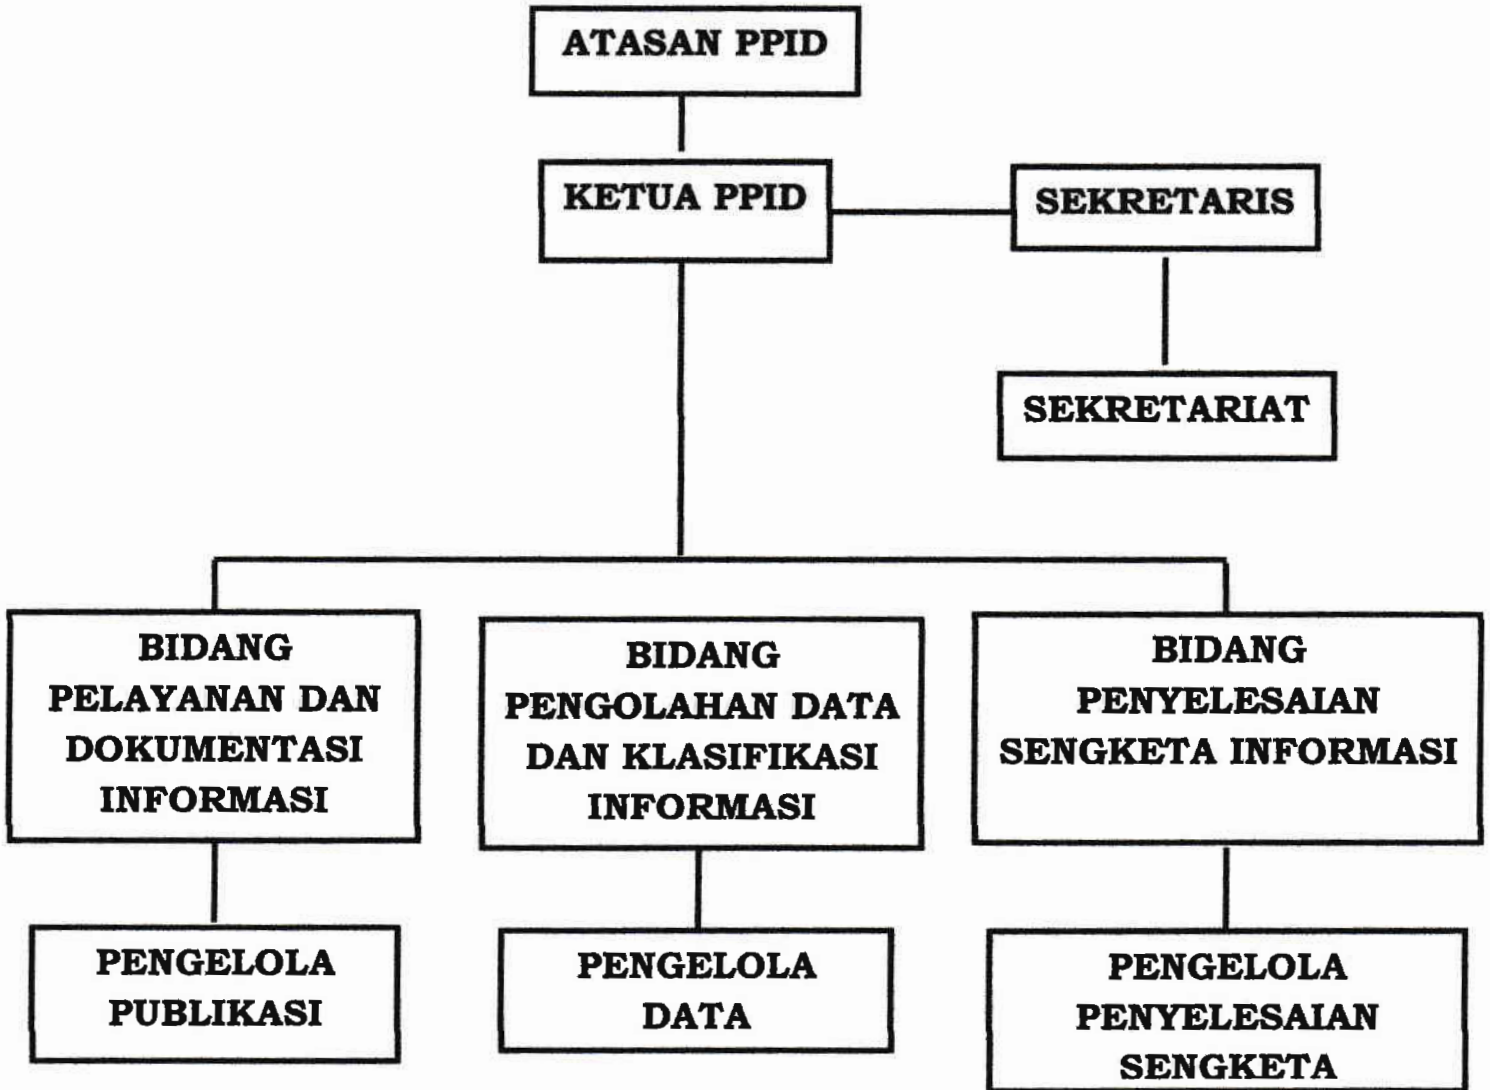 ATASAN PPID
KETUA PPID
SEKRETARIS
SEKRETARIAT
BIDANG
PELAYANAN DAN
DOKUMENTASI
INFORMASI
BIDANG
PENGOLAHAN DATA
DAN KLASIFIKASI
INFORMASI
BIDANG
PENYELESAIAN
SENGKETA INFORMASI
PENGELOLA
PUBLIKASI
PENGELOLA
DATA
PENGELOLA
PENYELESAIAN
SENGKETA